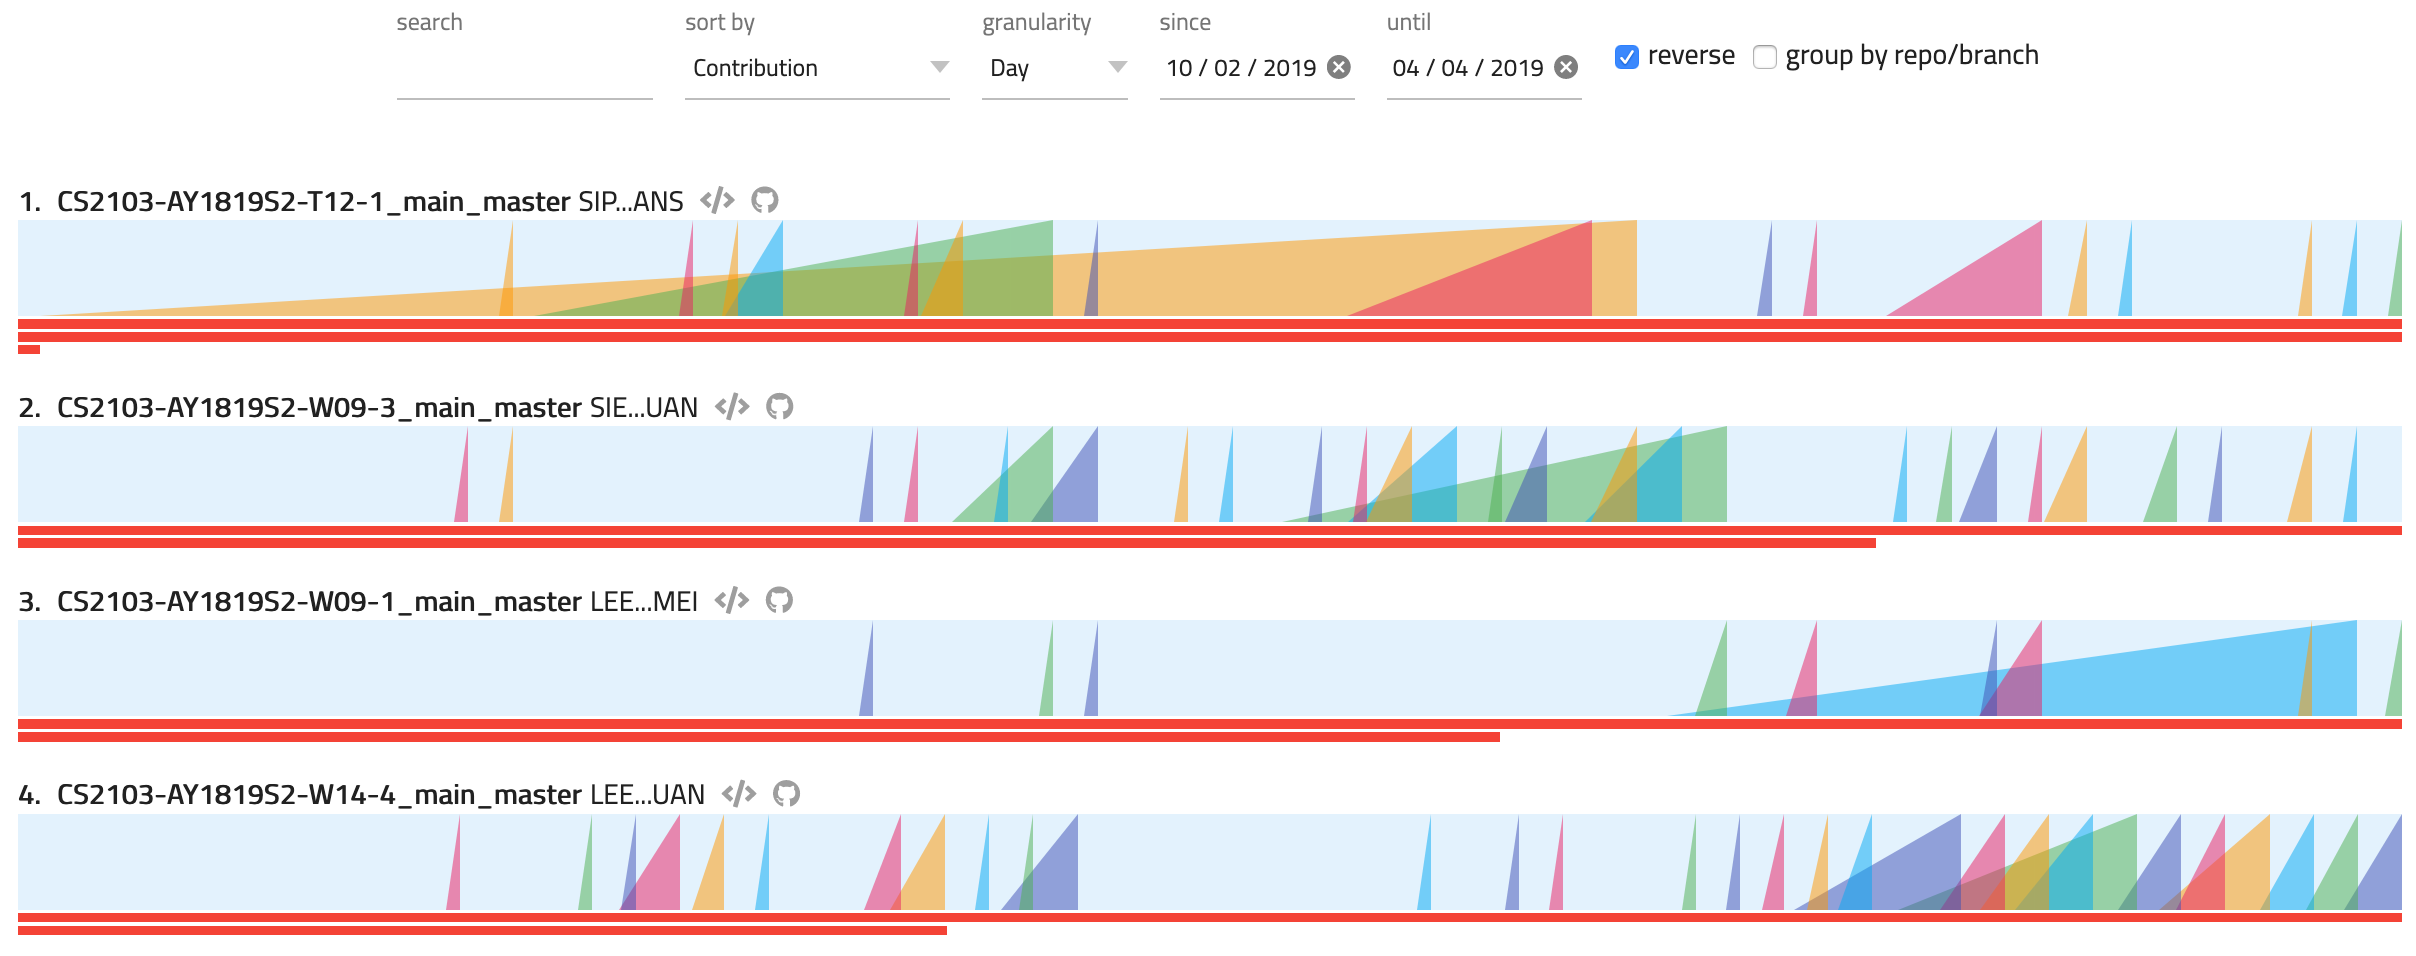 search sort by granularity since until
Contribution Day 10 / 02 / 2019 04 / 04 / 2019 reverse group by repo/branch
1. CS2103-AY1819S2-T12-1_main_master SIP...ANS
2. CS2103-AY1819S2-W09-3_main_master SIE...UAN
3. CS2103-AY1819S2-W09-1_main_master LEE...MEI
4. CS2103-AY1819S2-W14-4_main_master LEE...UAN